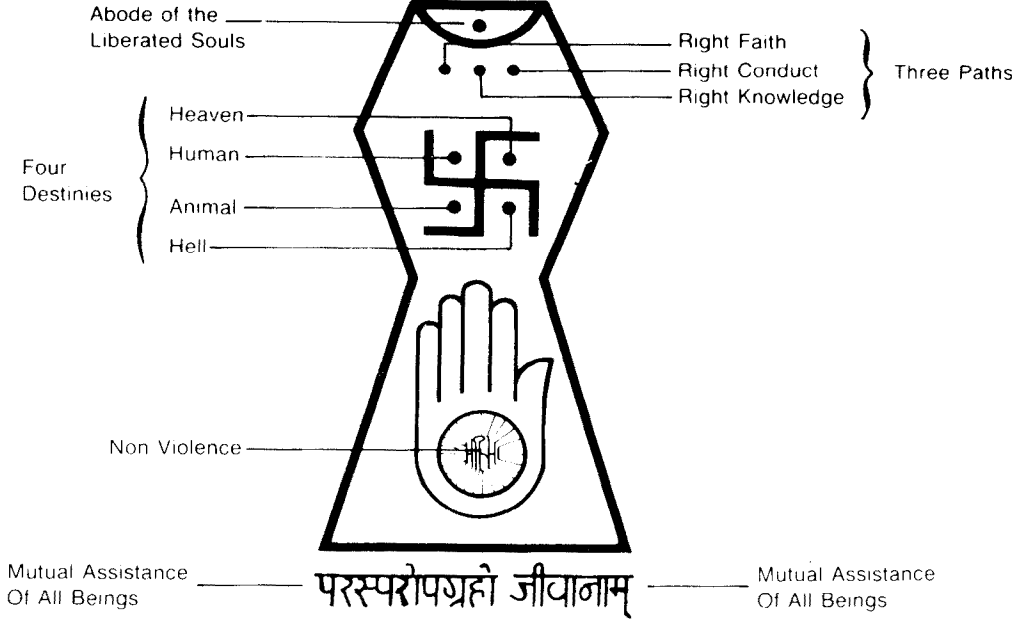 Abode of the
Liberated Souls
Right Faith
Right Conduct
Right Knowledge
Three Paths
Heaven
Human
Four
Destinies
Animal
Hell
Non Violence
Mutual Assistance
Of All Beings
परस्परोपग्रहो जीवानाम्
Mutual Assistance
Of All Beings